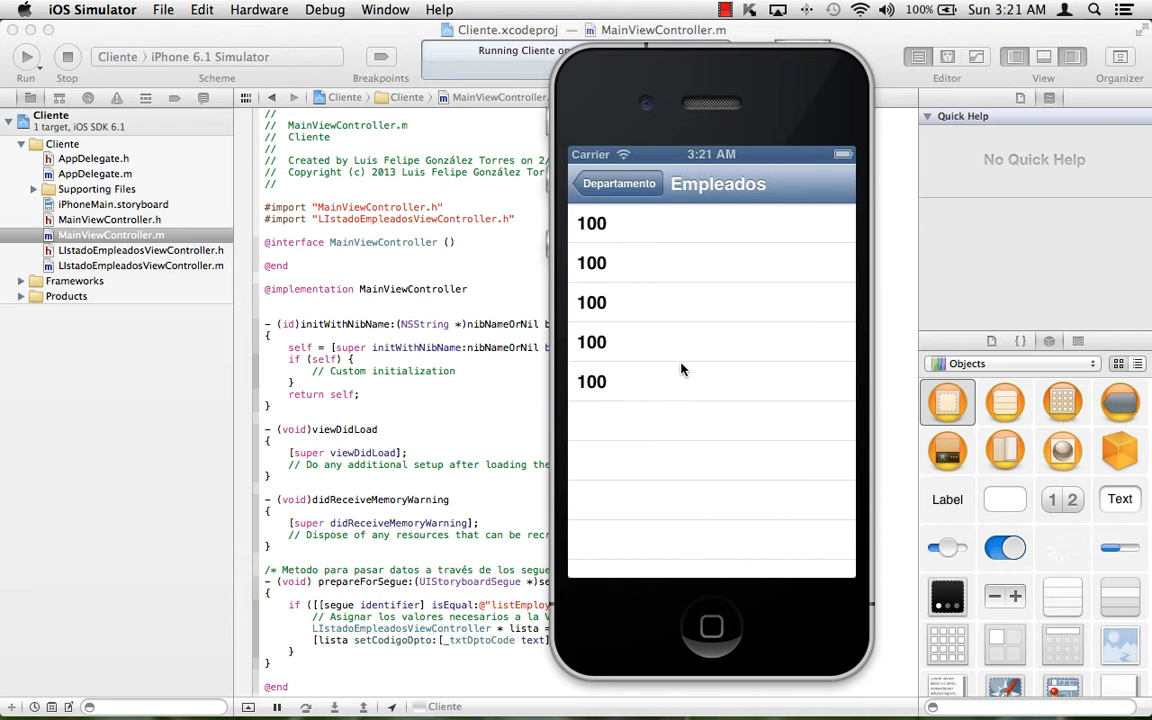 iOS Simulator File Edit Hardware Debug Window Help 100% Sun 3:21 AM
Cliente.xcodeproj MainViewController.m
Cliente iPhone 6.1 Simulator
Running Cliente on
Run Stop Scheme Breakpoints Editor View Organizer
Cliente Cliente MainViewController.
Cliente
1 target, iOS SDK 6.1
Cliente
AppDelegate.h
AppDelegate.m
Supporting Files
iPhoneMain.storyboard
MainViewController.h
MainViewController.m
LIstadoEmpleadosViewController.h
LIstadoEmpleadosViewController.m
Frameworks
Products
//
// MainViewController.m
// Cliente
//
// Created by Luis Felipe González Torres on 2/
// Copyright (c) 2013 Luis Felipe González Tor
//
#import "MainViewController.h"
#import "LIstadoEmpleadosViewController.h"
@interface MainViewController ()
@end
@implementation MainViewController
- (id)initWithNibName:(NSString *)nibNameOrNil b
{
self = [super initWithNibName:nibNameOrNil b
if (self) {
// Custom initialization
}
return self;
}
- (void)viewDidLoad
{
[super viewDidLoad];
// Do any additional setup after loading the
}
- (void)didReceiveMemoryWarning
{
[super didReceiveMemoryWarning];
// Dispose of any resources that can be recr
}
/* Metodo para pasar datos a través de los segue
- (void) prepareForSegue:(UIStoryboardSegue *)se
{
if ([[segue identifier] isEqual:@"listEmploy
// Asignar los valores necesarios a la V
LIstadoEmpleadosViewController * lista =
[lista setCodigoDpto:[_txtDptoCode text]
}
}
@end
Carrier 3:21 AM
Departamento Empleados
100
100
100
100
100
Quick Help
No Quick Help
{}
Objects
Label 1 2 Text
Cliente